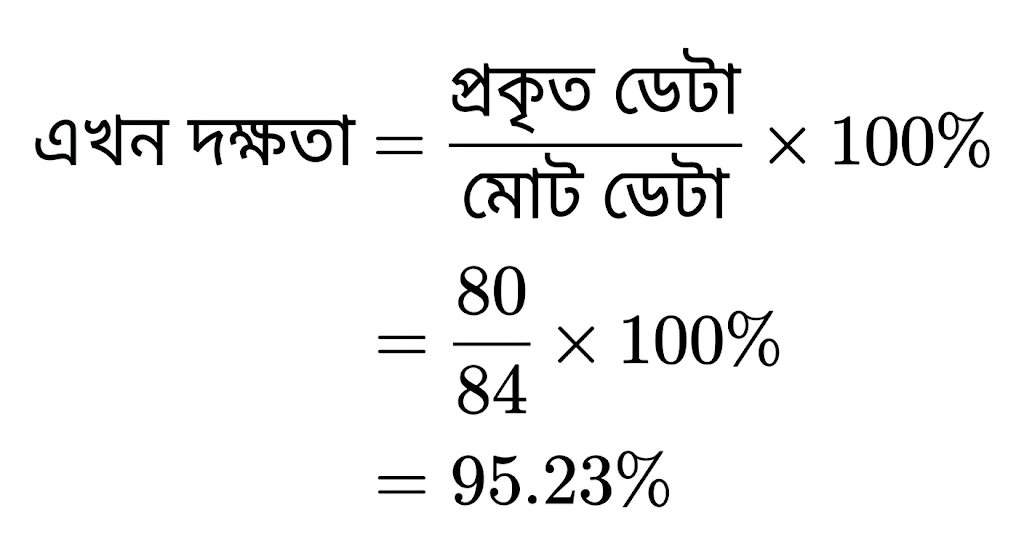 এখন দক্ষতা = প্রকৃত ডেটা / মোট ডেটা × 100%
= 80 / 84 × 100%
= 95.23%